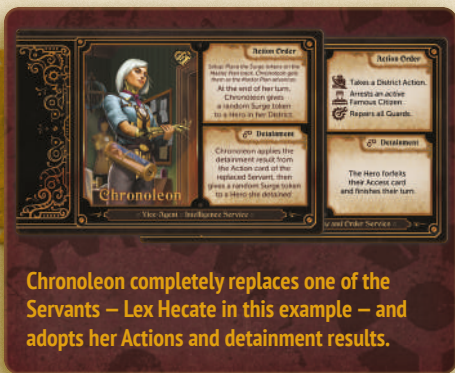 Action Order
Setup: Place the Surge tokens on the
Master Plan track. Chronoleon gets
them as the Master Plan advances.
At the end of her turn,
Chronoleon gives
a random Surge token
to a Hero in her District.
Detainment
Chronoleon applies the
detainment result from
the Action card of the
replaced Servant, then
gives a random Surge token
to a Hero she detained.
Chronoleon
Vice Agent - Intelligence Service
Action Order
Takes a District Action.
Arrests an active
Famous Citizen.
Repairs all Guards.
Detainment
The Hero forfeits
their Access card
and finishes their turn.
and Order Service
Chronoleon completely replaces one of the
Servants – Lex Hecate in this example – and
adopts her Actions and detainment results.